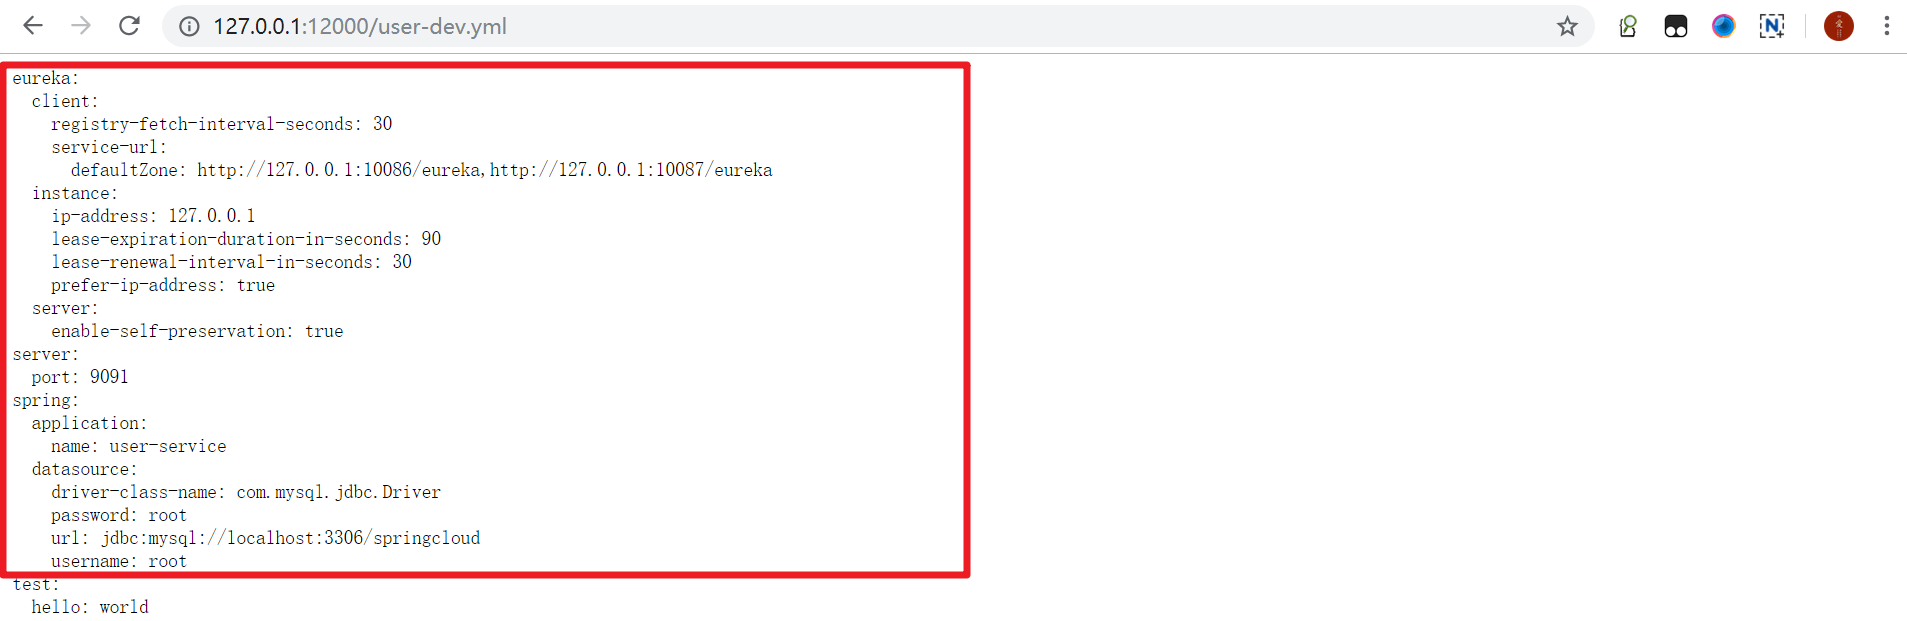 127.0.0.1:12000/user-dev.yml
eureka:
  client:
    registry-fetch-interval-seconds: 30
    service-url:
      defaultZone: http://127.0.0.1:10086/eureka,http://127.0.0.1:10087/eureka
  instance:
    ip-address: 127.0.0.1
    lease-expiration-duration-in-seconds: 90
    lease-renewal-interval-in-seconds: 30
    prefer-ip-address: true
  server:
    enable-self-preservation: true
server:
  port: 9091
spring:
  application:
    name: user-service
  datasource:
    driver-class-name: com.mysql.jdbc.Driver
    password: root
    url: jdbc:mysql://localhost:3306/springcloud
    username: root
test:
  hello: world